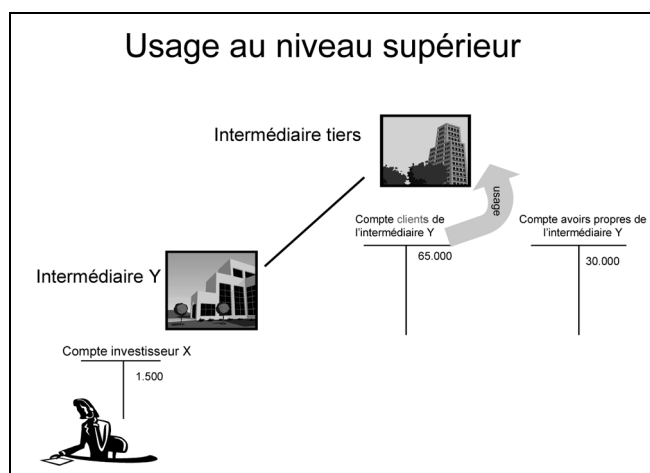 Usage au niveau supérieur
Intermédiaire tiers
usage
Compte clients de
l'intermédiaire Y
65.000
Compte avoirs propres de
l'intermédiaire Y
30.000
Intermédiaire Y
Compte investisseur X
1.500